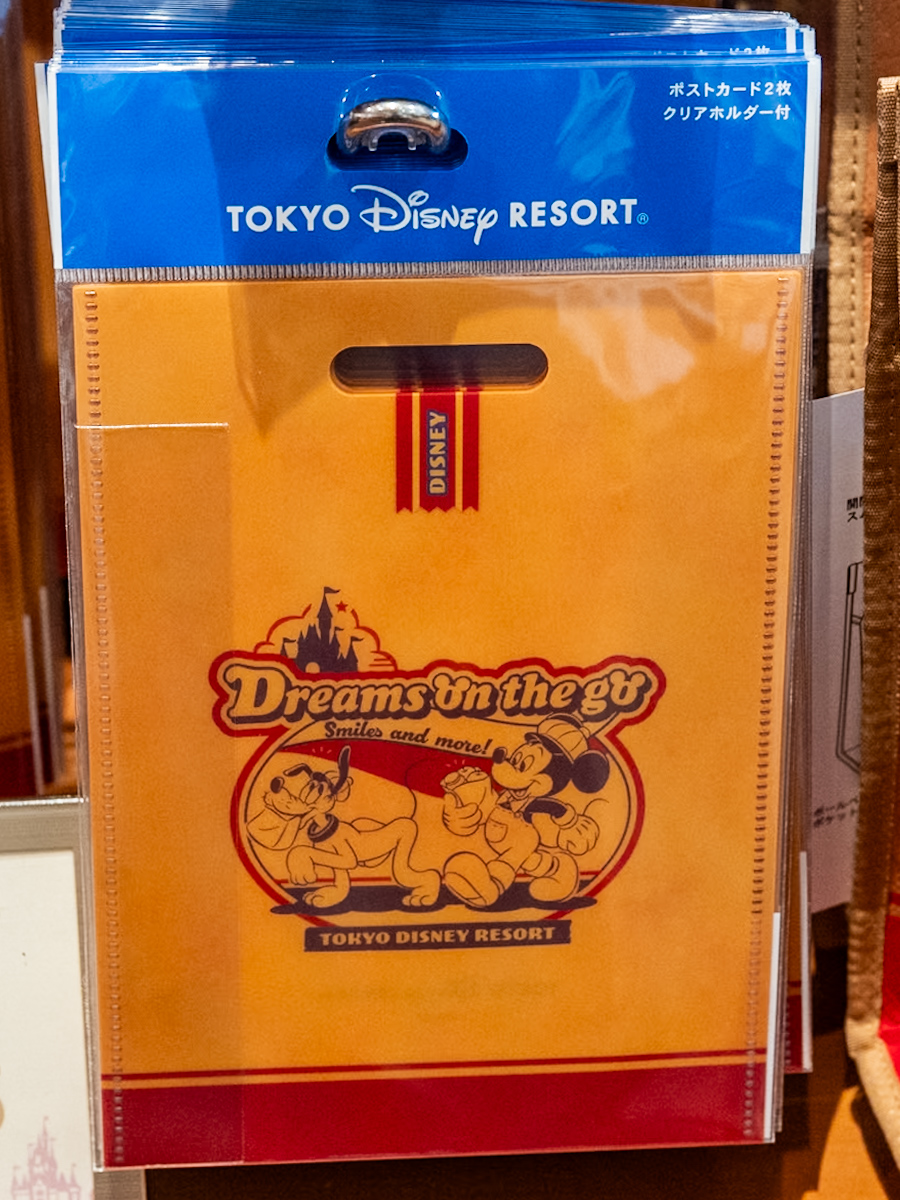 ポストカード2枚
クリアホルダー付
TOKYO Disney RESORT®
DISNEY
Dreams on the go
Smiles and more!
TOKYO DISNEY RESORT